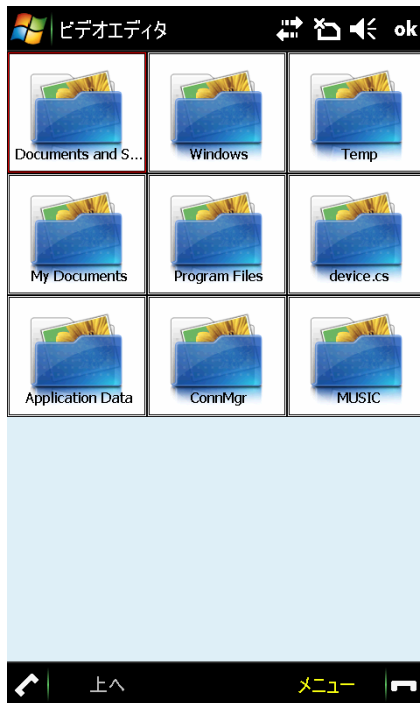 ビデオエディタ
ok
Documents and S...
Windows
Temp
My Documents
Program Files
device.cs
Application Data
ConnMgr
MUSIC
上へ
メニュー